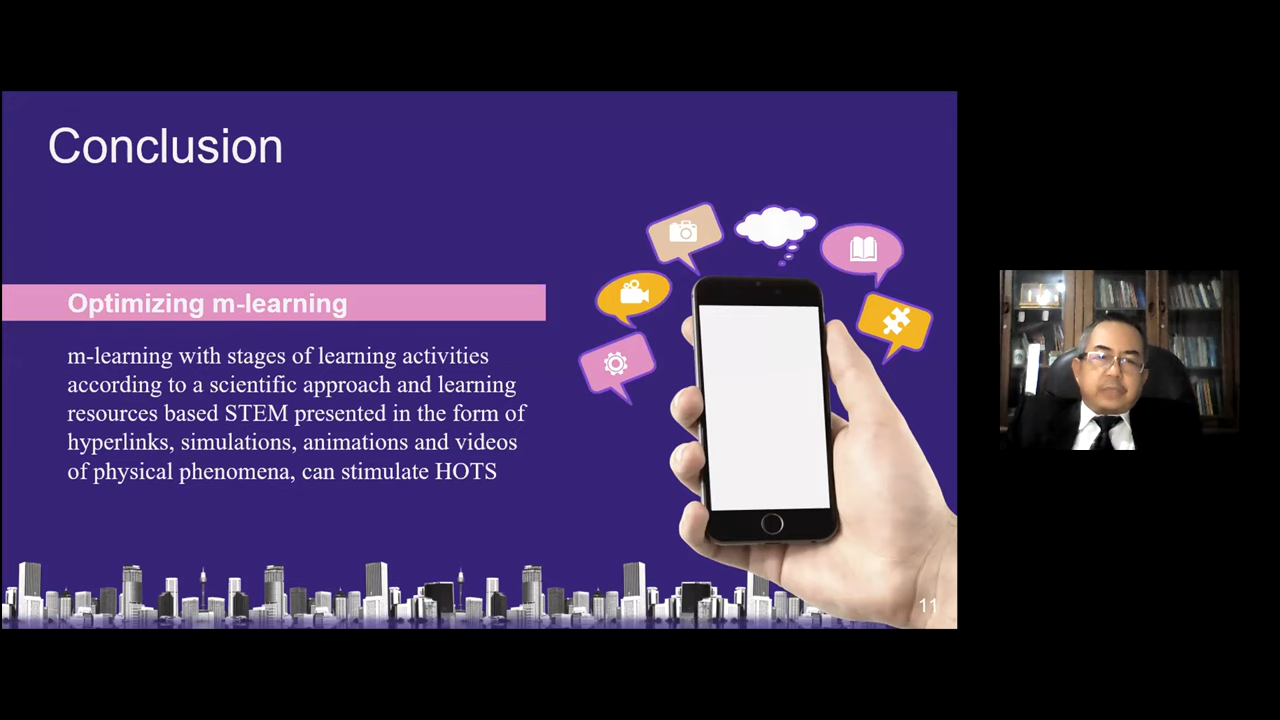 Conclusion
Optimizing m-learning
m-learning with stages of learning activities
according to a scientific approach and learning
resources based STEM presented in the form of
hyperlinks, simulations, animations and videos
of physical phenomena, can stimulate HOTS
11